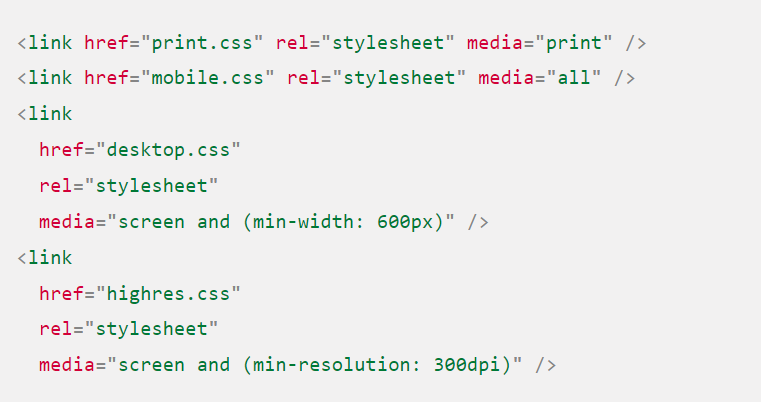 <link href="print.css" rel="stylesheet" media="print" />
<link href="mobile.css" rel="stylesheet" media="all" />
<link
  href="desktop.css"
  rel="stylesheet"
  media="screen and (min-width: 600px)" />
<link
  href="highres.css"
  rel="stylesheet"
  media="screen and (min-resolution: 300dpi)" />